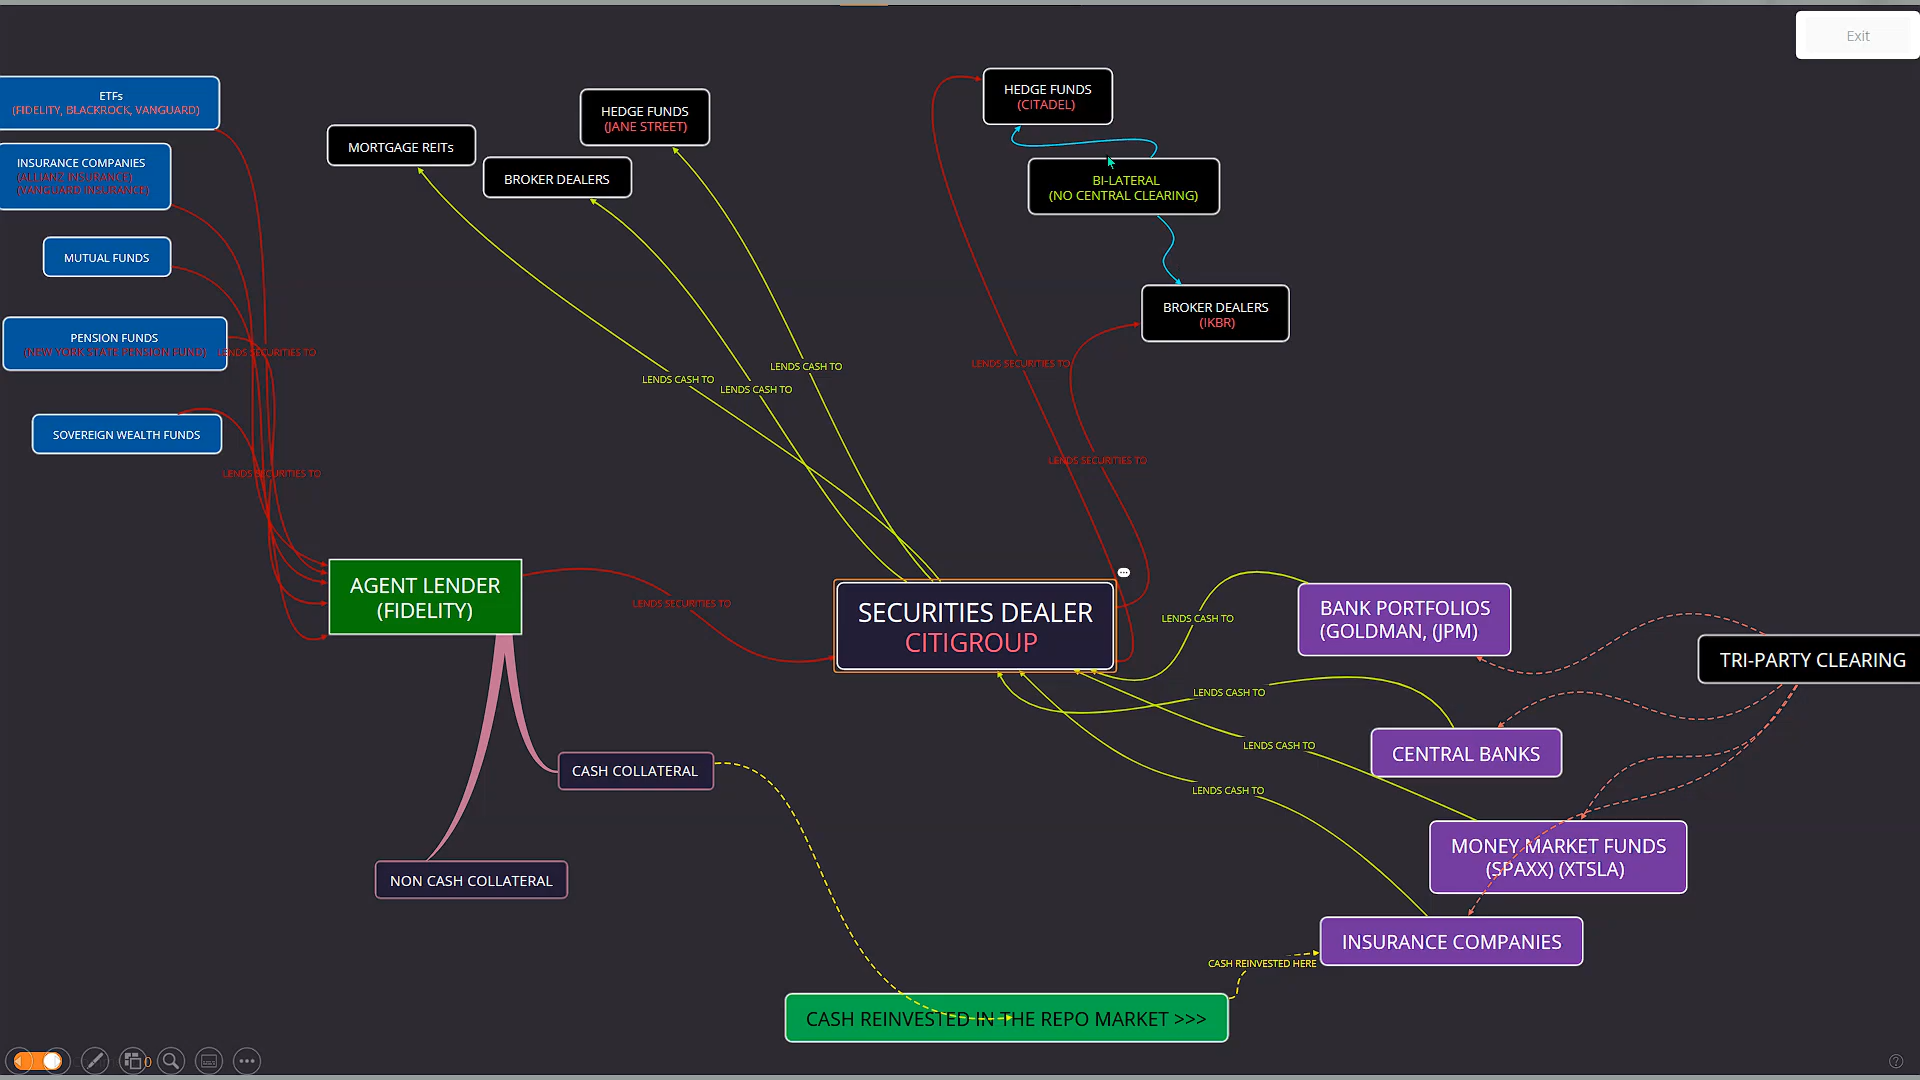 Exit
ETFs
(FIDELITY, BLACKROCK, VANGUARD)
INSURANCE COMPANIES
(ALLIANZ INSURANCE)
(VANGUARD INSURANCE)
MUTUAL FUNDS
PENSION FUNDS
(NEW YORK STATE PENSION FUND)
LENDS SECURITIES TO
SOVEREIGN WEALTH FUNDS
LENDS SECURITIES TO
MORTGAGE REITs
HEDGE FUNDS
(JANE STREET)
BROKER DEALERS
HEDGE FUNDS
(CITADEL)
BI-LATERAL
(NO CENTRAL CLEARING)
BROKER DEALERS
(IKBR)
LENDS CASH TO
LENDS CASH TO
LENDS CASH TO
LENDS SECURITIES TO
LENDS SECURITIES TO
AGENT LENDER
(FIDELITY)
LENDS SECURITIES TO
SECURITIES DEALER
CITIGROUP
LENDS CASH TO
BANK PORTFOLIOS
(GOLDMAN, (JPM)
TRI-PARTY CLEARING
LENDS CASH TO
CENTRAL BANKS
LENDS CASH TO
LENDS CASH TO
MONEY MARKET FUNDS
(SPAXX) (XTSLA)
CASH COLLATERAL
NON CASH COLLATERAL
INSURANCE COMPANIES
CASH REINVESTED HERE
CASH REINVESTED IN THE REPO MARKET >>>
0
?